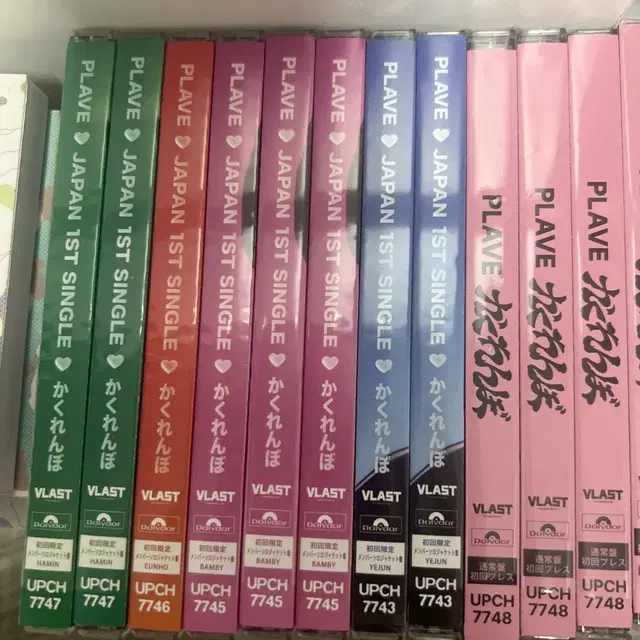 PLAVE ♥ JAPAN 1ST SINGLE ♥ かくれんぼ
VLAST
Polydor
初回限定
メンバーソロジャケット盤
HAMIN
UPCH
7747
PLAVE ♥ JAPAN 1ST SINGLE ♥ かくれんぼ
VLAST
Polydor
初回限定
メンバーソロジャケット盤
HAMIN
UPCH
7747
PLAVE ♥ JAPAN 1ST SINGLE ♥ かくれんぼ
VLAST
Polydor
初回限定
メンバーソロジャケット盤
EUNHO
UPCH
7746
PLAVE ♥ JAPAN 1ST SINGLE ♥ かくれんぼ
VLAST
Polydor
初回限定
メンバーソロジャケット盤
BAMBY
UPCH
7745
PLAVE ♥ JAPAN 1ST SINGLE ♥ かくれんぼ
VLAST
Polydor
初回限定
メンバーソロジャケット盤
BAMBY
UPCH
7745
PLAVE ♥ JAPAN 1ST SINGLE ♥ かくれんぼ
VLAST
Polydor
初回限定
メンバーソロジャケット盤
BAMBY
UPCH
7745
PLAVE ♥ JAPAN 1ST SINGLE ♥ かくれんぼ
VLAST
Polydor
初回限定
メンバーソロジャケット盤
YEJUN
UPCH
7743
PLAVE ♥ JAPAN 1ST SINGLE ♥ かくれんぼ
VLAST
Polydor
初回限定
メンバーソロジャケット盤
YEJUN
UPCH
7743
PLAVE かくれんぼ
VLAST
Polydor
通常盤
初回プレス
UPCH
7748
PLAVE かくれんぼ
VLAST
Polydor
通常盤
初回プレス
UPCH
7748
PLAVE かくれんぼ
VLAST
Polydor
通常盤
初回プレス
UPCH
7748